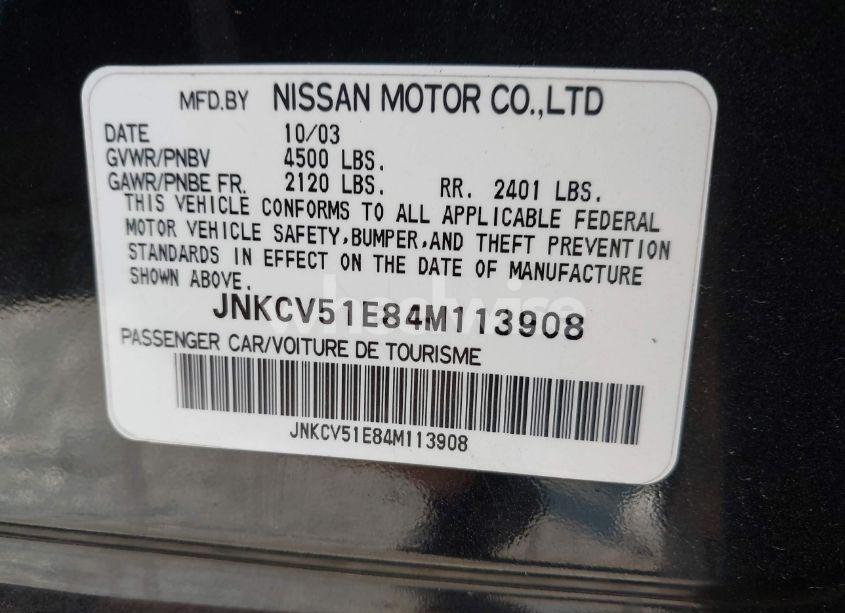 MFD.BY NISSAN MOTOR CO.,LTD
DATE 10/03
GVWR/PNBV 4500 LBS.
GAWR/PNBE FR. 2120 LBS. RR. 2401 LBS.
THIS VEHICLE CONFORMS TO ALL APPLICABLE FEDERAL
MOTOR VEHICLE SAFETY,BUMPER,AND THEFT PREVENTION
STANDARDS IN EFFECT ON THE DATE OF MANUFACTURE
SHOWN ABOVE.
JNKCV51E84M113908
wheelwise
PASSENGER CAR/VOITURE DE TOURISME
JNKCV51E84M113908